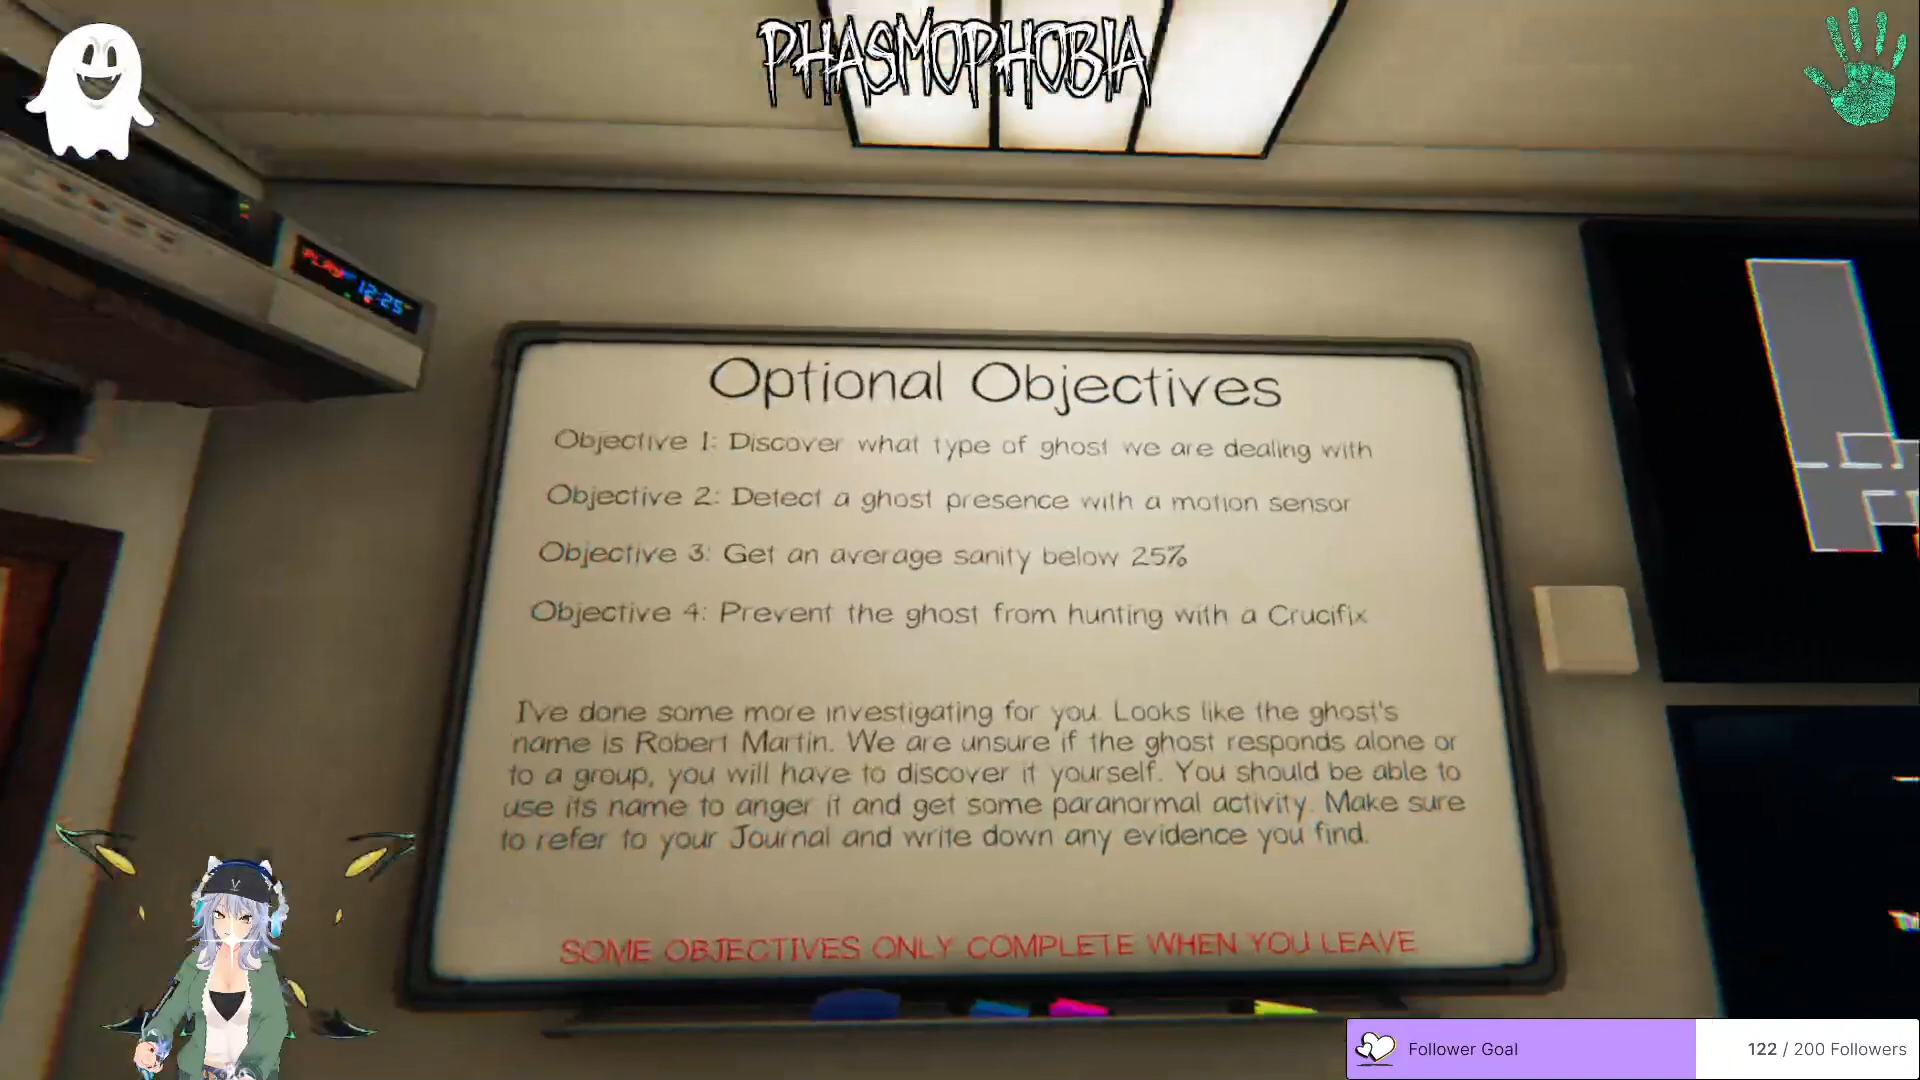 PHASMOPHOBIA
PLAY
12:25
Optional Objectives
Objective 1: Discover what type of ghost we are dealing with
Objective 2: Detect a ghost presence with a motion sensor
Objective 3: Get an average sanity below 25%
Objective 4: Prevent the ghost from hunting with a Crucifix
I've done some more investigating for you. Looks like the ghost's
name is Robert Martin. We are unsure if the ghost responds alone or
to a group, you will have to discover it yourself. You should be able to
use its name to anger it and get some paranormal activity. Make sure
to refer to your Journal and write down any evidence you find.
SOME OBJECTIVES ONLY COMPLETE WHEN YOU LEAVE
Follower Goal
122 / 200 Followers